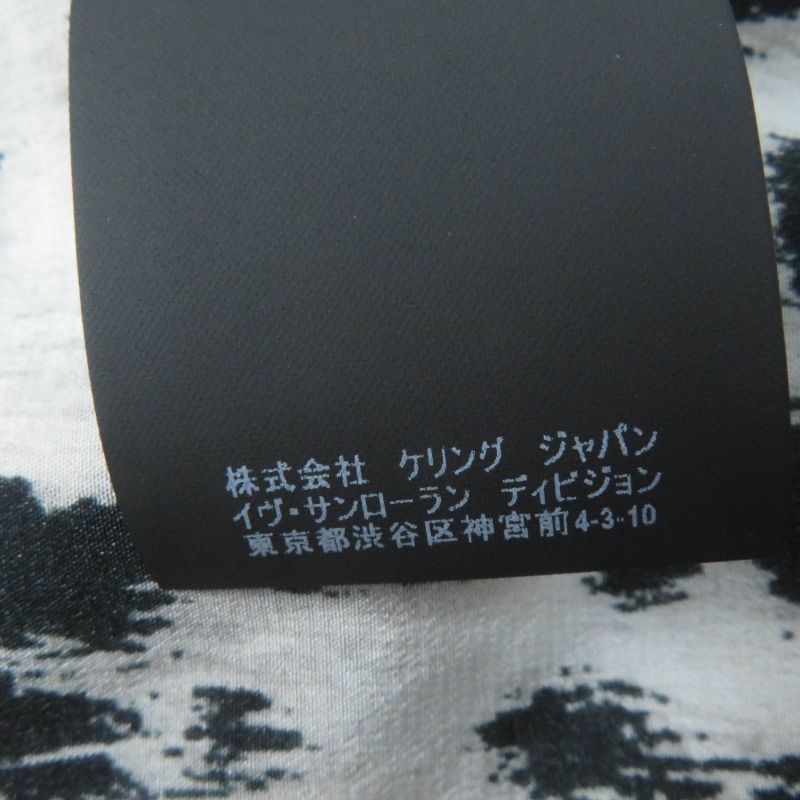 株式会社 ケリング ジャパン
イヴ・サンローラン ディビジョン
東京都渋谷区神宮前4-3-10